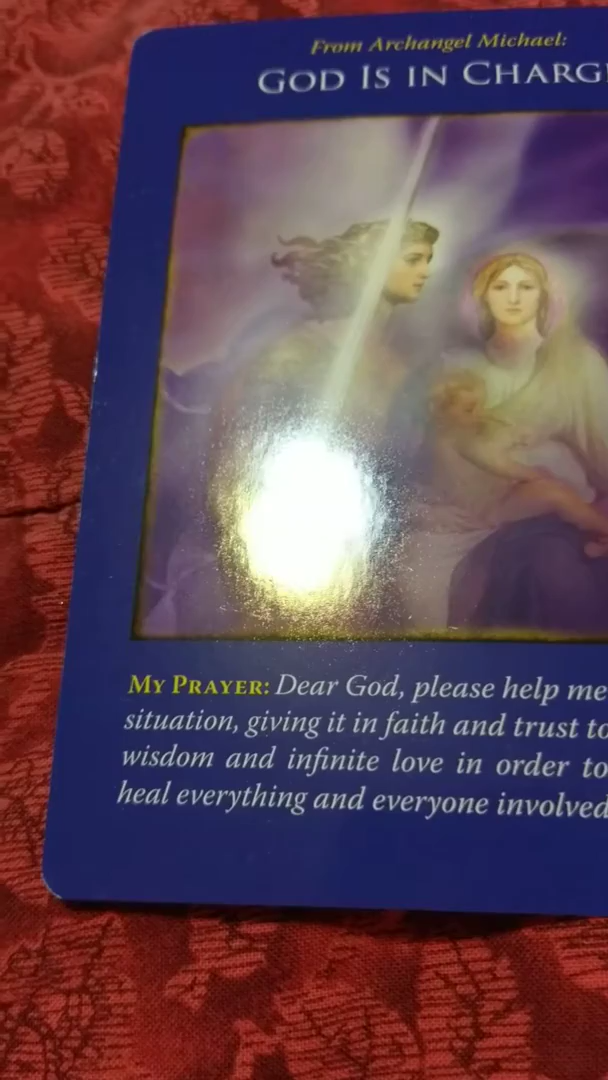 From Archangel Michael:
GOD IS IN CHARGE
MY PRAYER: Dear God, please help me
situation, giving it in faith and trust to
wisdom and infinite love in order to
heal everything and everyone involved